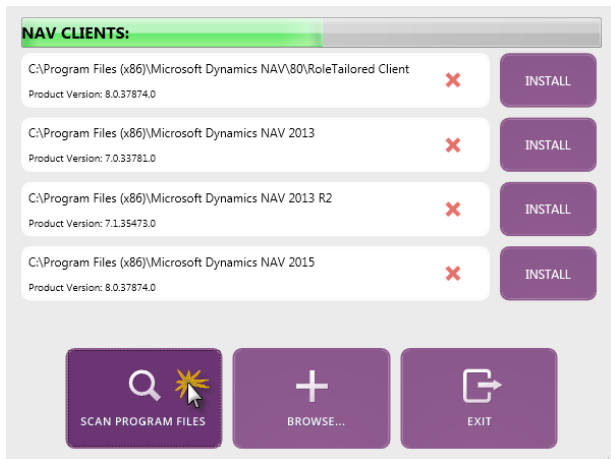 NAV CLIENTS:
C:\Program Files (x86)\Microsoft Dynamics NAV\80\RoleTailored Client
Product Version: 8.0.37874.0
INSTALL
C:\Program Files (x86)\Microsoft Dynamics NAV 2013
Product Version: 7.0.33781.0
INSTALL
C:\Program Files (x86)\Microsoft Dynamics NAV 2013 R2
Product Version: 7.1.35473.0
INSTALL
C:\Program Files (x86)\Microsoft Dynamics NAV 2015
Product Version: 8.0.37874.0
INSTALL
SCAN PROGRAM FILES
BROWSE...
EXIT